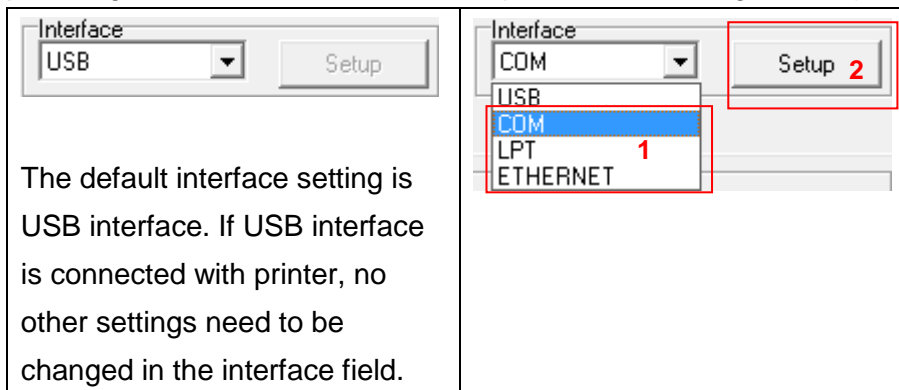 Interface
USB
Setup
The default interface setting is
USB interface. If USB interface
is connected with printer, no
other settings need to be
changed in the interface field.
Interface
COM
Setup 2
USB
COM
LPT 1
ETHERNET